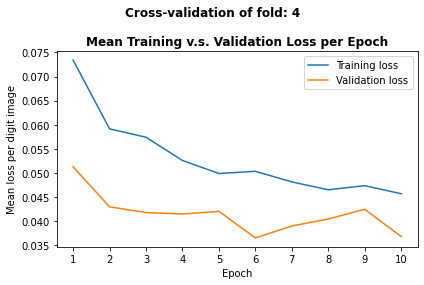 Cross-validation of fold: 4
Mean Training v.s. Validation Loss per Epoch
Training loss
Validation loss
Mean loss per digit image
0.075
0.070
0.065
0.060
0.055
0.050
0.045
0.040
0.035
1 2 3 4 5 6 7 8 9 10
Epoch